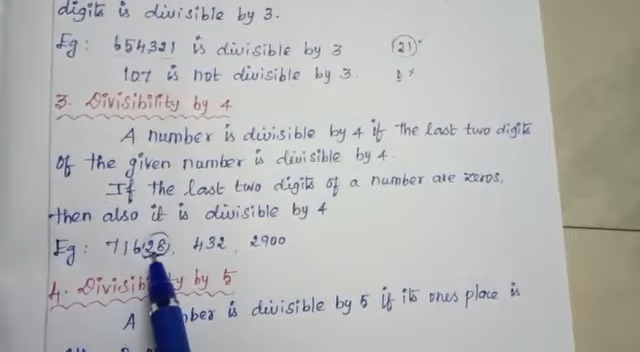 digits is divisible by 3.
Eg: 654321 is divisible by 3 21
107 is not divisible by 3. 8 x
3. Divisibility by 4
A number is divisible by 4 if the last two digits
of the given number is divisible by 4.
If the last two digits of a number are zeros,
then also it is divisible by 4
Eg: 71628, 432, 2900
4. Divisibility by 5
A number is divisible by 5 if its ones place is